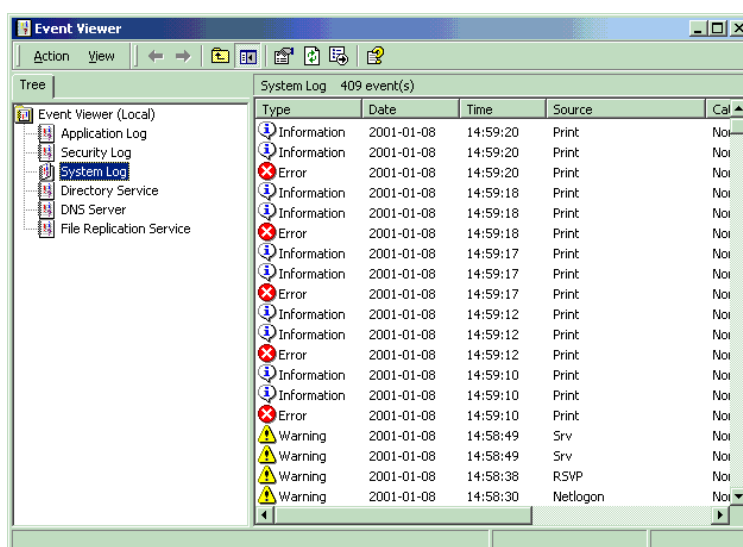 Event Viewer
Action View
Tree
System Log 409 event(s)
Event Viewer (Local)
Application Log
Security Log
System Log
Directory Service
DNS Server
File Replication Service
Type Date Time Source
Information 2001-01-08 14:59:20 Print
Information 2001-01-08 14:59:20 Print
Error 2001-01-08 14:59:20 Print
Information 2001-01-08 14:59:18 Print
Information 2001-01-08 14:59:18 Print
Error 2001-01-08 14:59:18 Print
Information 2001-01-08 14:59:17 Print
Information 2001-01-08 14:59:17 Print
Error 2001-01-08 14:59:17 Print
Information 2001-01-08 14:59:12 Print
Information 2001-01-08 14:59:12 Print
Error 2001-01-08 14:59:12 Print
Information 2001-01-08 14:59:10 Print
Information 2001-01-08 14:59:10 Print
Error 2001-01-08 14:59:10 Print
Warning 2001-01-08 14:58:49 Srv
Warning 2001-01-08 14:58:49 Srv
Warning 2001-01-08 14:58:38 RSVP
Warning 2001-01-08 14:58:30 Netlogon